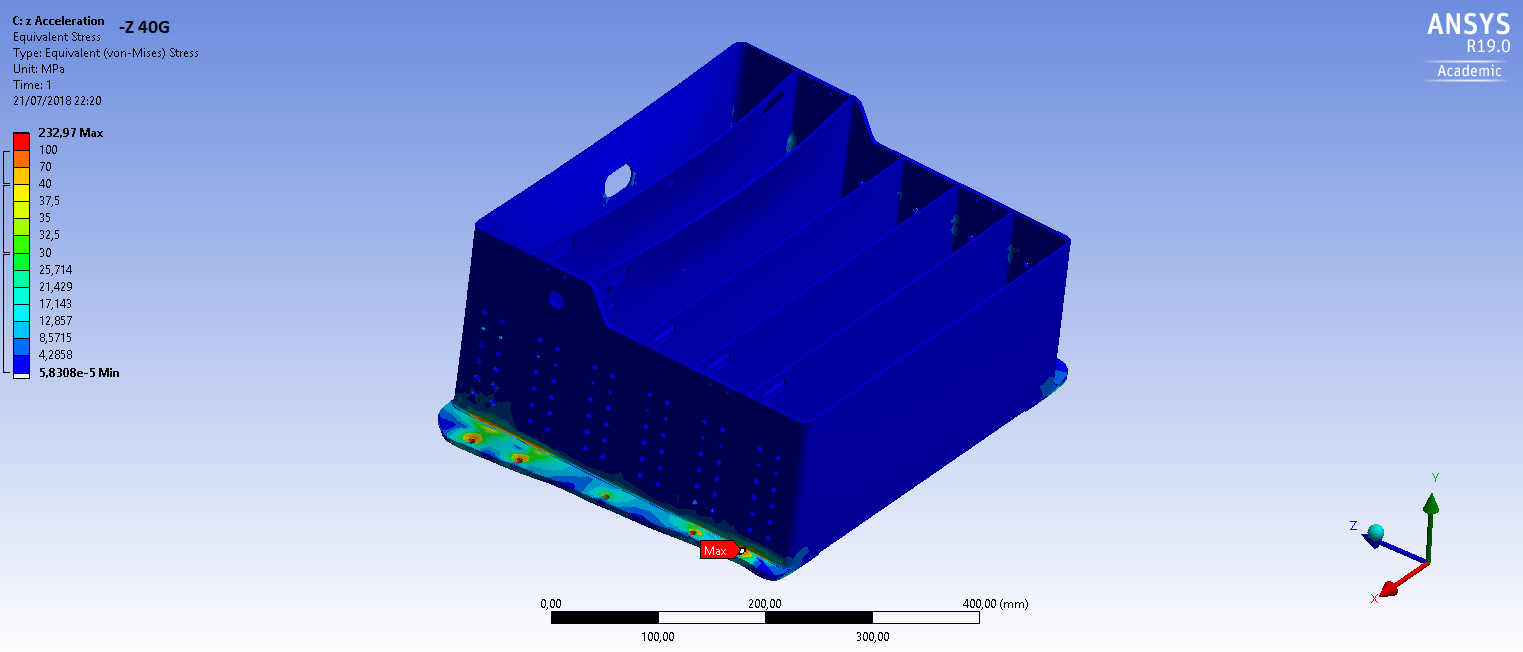 C: z Acceleration
-Z 40G
Equivalent Stress
Type: Equivalent (von-Mises) Stress
Unit: MPa
Time: 1
21/07/2018 22:20
ANSYS
R19.0
Academic
232,97 Max
100
70
40
37,5
35
32,5
30
25,714
21,429
17,143
12,857
8,5715
4,2858
5,8308e-5 Min
Max
Y
Z
X
0,00
200,00
400,00 (mm)
100,00
300,00